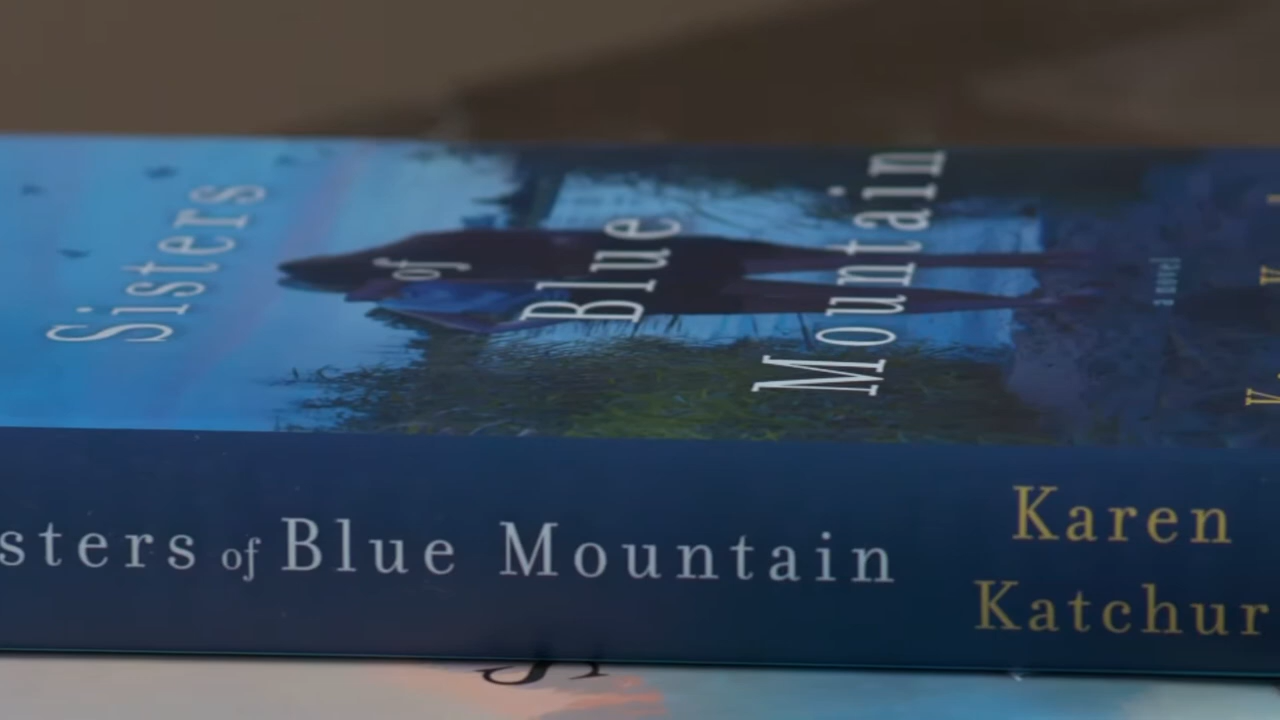 Sisters
of
Blue
Mountain
a novel
sters of Blue Mountain
Karen
Katchur
S